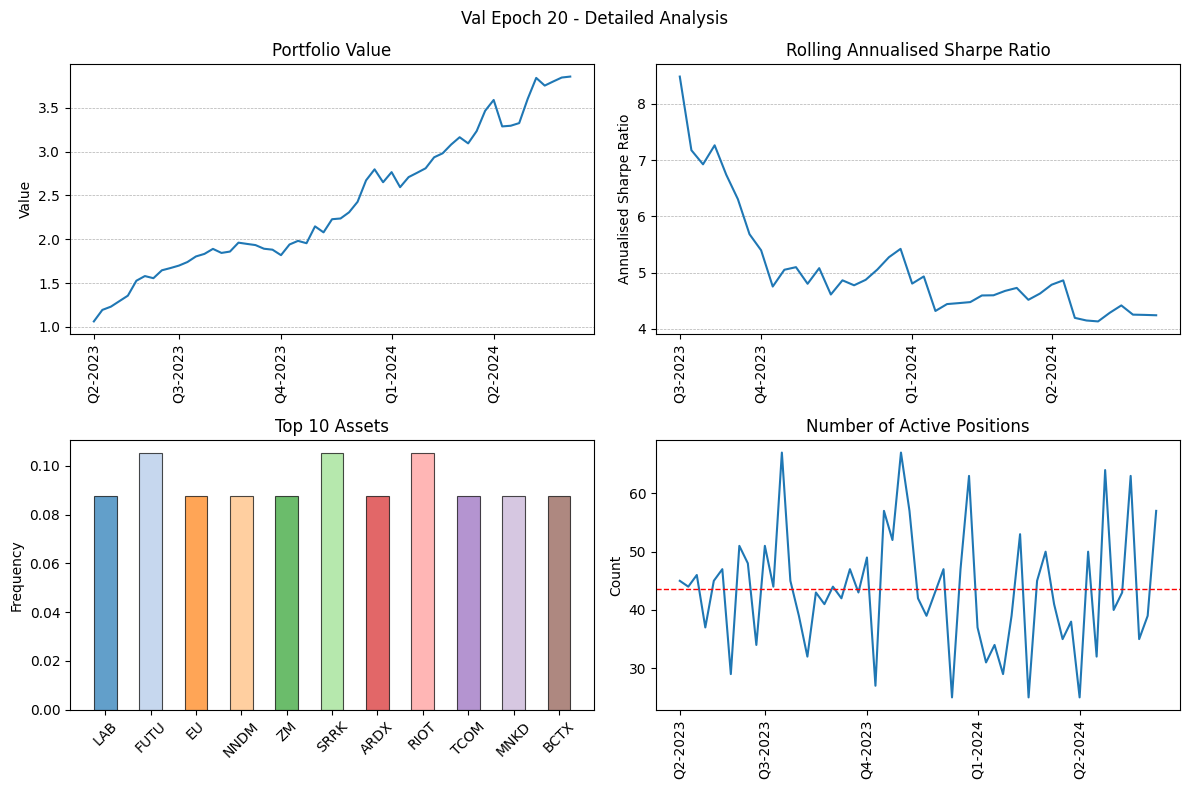 Val Epoch 20 - Detailed Analysis
Portfolio Value
Value
3.5
3.0
2.5
2.0
1.5
1.0
Q2-2023
Q3-2023
Q4-2023
Q1-2024
Q2-2024
Rolling Annualised Sharpe Ratio
Annualised Sharpe Ratio
8
7
6
5
4
Q3-2023
Q4-2023
Q1-2024
Q2-2024
Top 10 Assets
Frequency
0.10
0.08
0.06
0.04
0.02
0.00
LAB
FUTU
EU
NNDM
ZM
SRRK
ARDX
RIOT
TCOM
MNKD
BCTX
Number of Active Positions
Count
60
50
40
30
Q2-2023
Q3-2023
Q4-2023
Q1-2024
Q2-2024